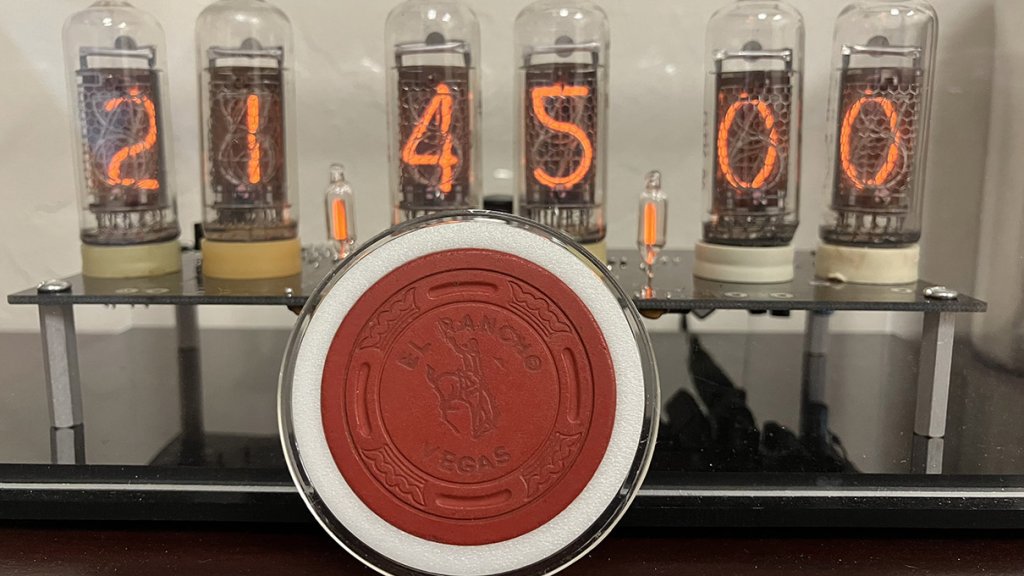 21 45 00
EL RANCHO
VEGAS